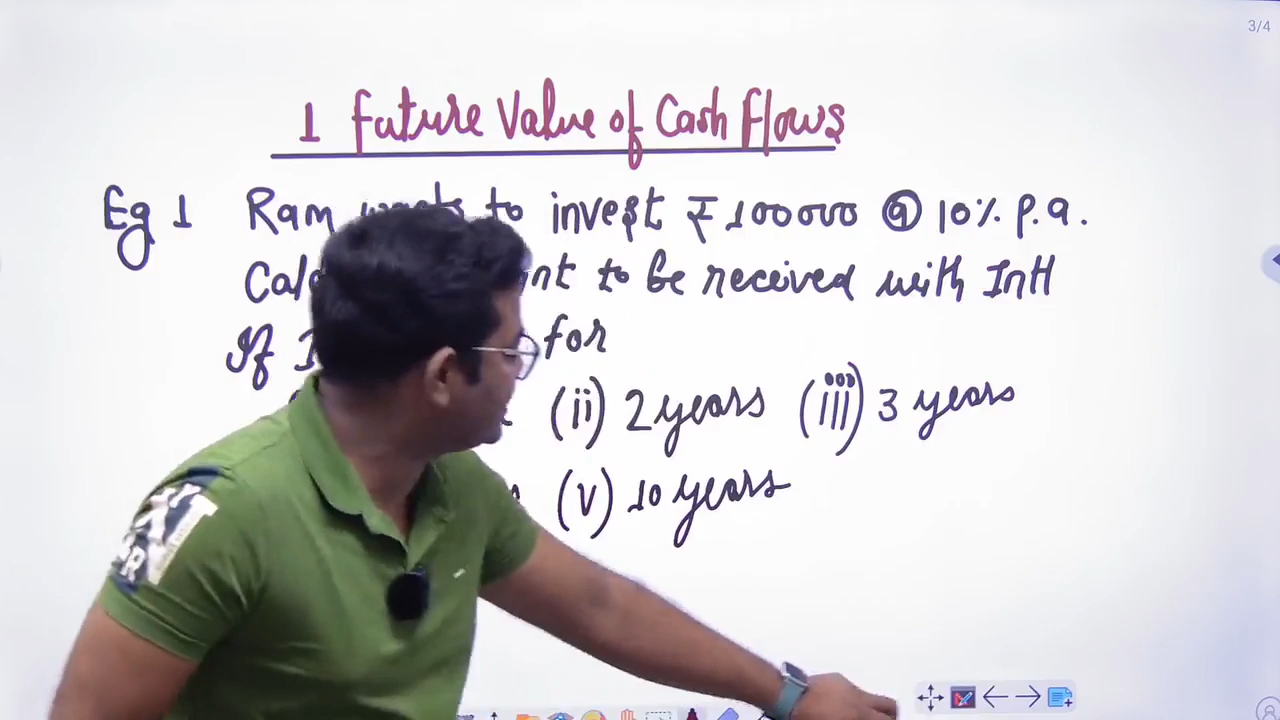 3/4
1 Future Value of Cash Flows
Eg 1 Ram wants to invest ₹ 100000 @ 10% p.a.
to be received with Int
If for
(ii) 2 years (iii) 3 years
(v) 10 years